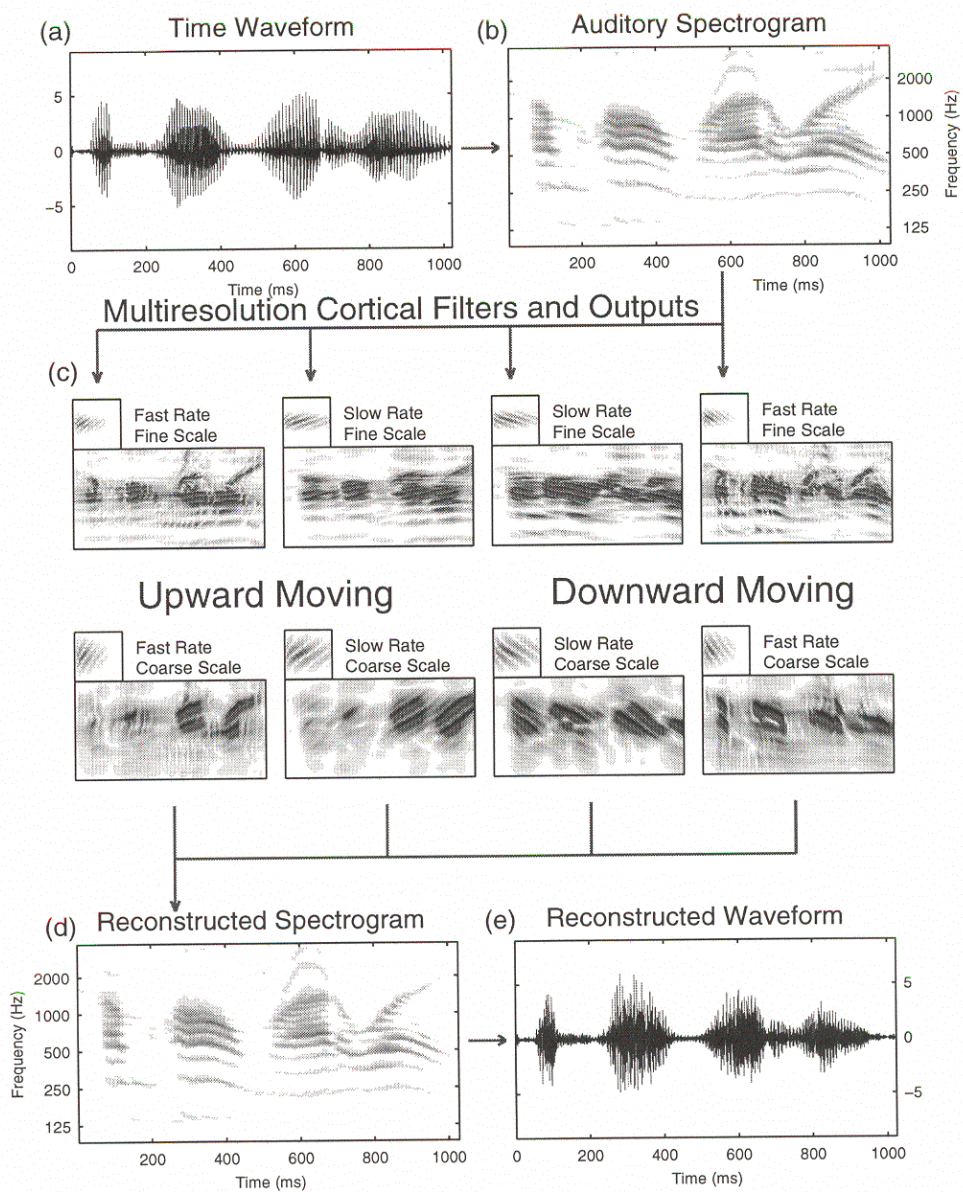 (a) Time Waveform
5
0
−5
0 200 400 600 800 1000
Time (ms)
(b) Auditory Spectrogram
2000
1000
500
250
125
Frequency (Hz)
200 400 600 800 1000
Time (ms)
Multiresolution Cortical Filters and Outputs
(c)
Fast Rate
Fine Scale
Slow Rate
Fine Scale
Slow Rate
Fine Scale
Fast Rate
Fine Scale
Upward Moving
Downward Moving
Fast Rate
Coarse Scale
Slow Rate
Coarse Scale
Slow Rate
Coarse Scale
Fast Rate
Coarse Scale
(d) Reconstructed Spectrogram
2000
1000
500
250
125
Frequency (Hz)
200 400 600 800 1000
Time (ms)
(e) Reconstructed Waveform
5
0
−5
0 200 400 600 800 1000
Time (ms)